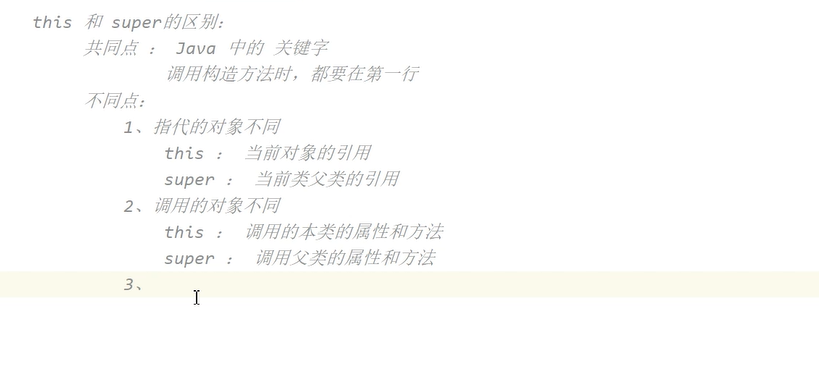 this 和 super的区别:
共同点 : Java 中的 关键字
调用构造方法时，都要在第一行
不同点:
1、指代的对象不同
this : 当前对象的引用
super : 当前类父类的引用
2、调用的对象不同
this : 调用的本类的属性和方法
super : 调用父类的属性和方法
3、